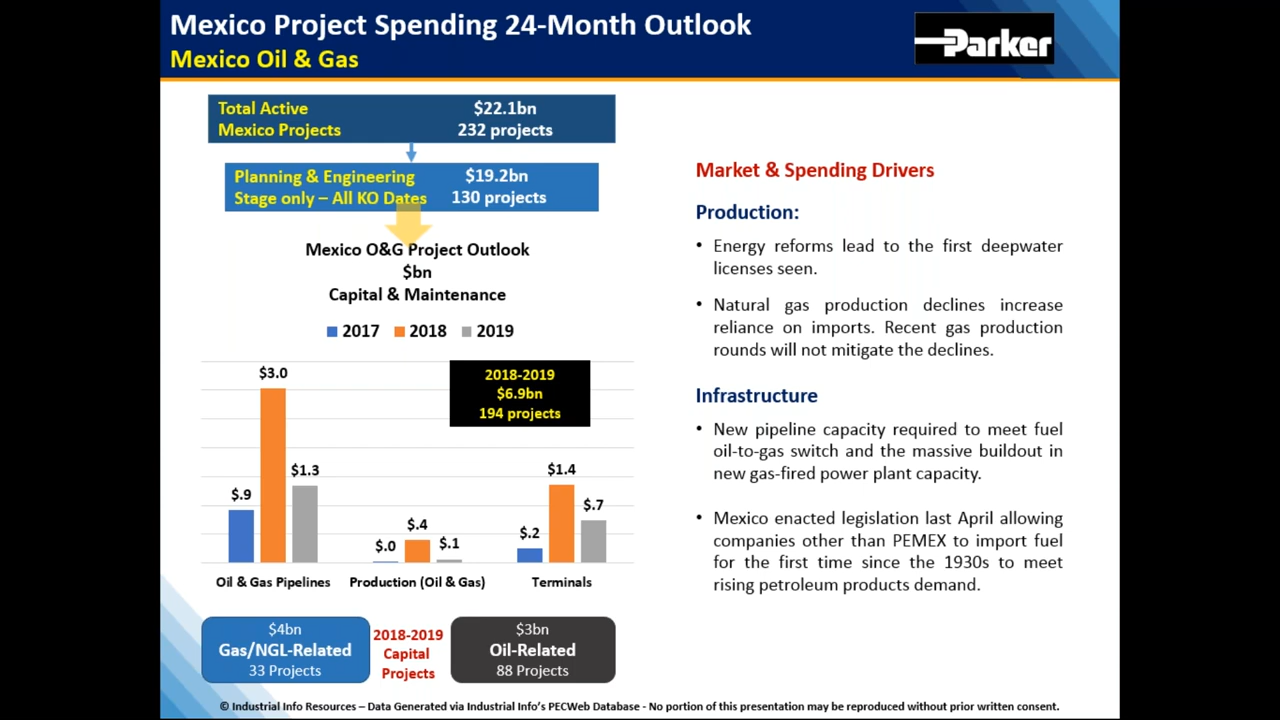 Mexico Project Spending 24-Month Outlook
Mexico Oil & Gas
Parker
Total Active
Mexico Projects
$22.1bn
232 projects
Planning & Engineering
Stage only – All KO Dates
$19.2bn
130 projects
Mexico O&G Project Outlook
$bn
Capital & Maintenance
2017 2018 2019
2018-2019
$6.9bn
194 projects
$.9
$3.0
$1.3
$.0
$.4
$.1
$.2
$1.4
$.7
Oil & Gas Pipelines
Production (Oil & Gas)
Terminals
$4bn
Gas/NGL-Related
33 Projects
2018-2019
Capital
Projects
$3bn
Oil-Related
88 Projects
Market & Spending Drivers
Production:
• Energy reforms lead to the first deepwater
licenses seen.
• Natural gas production declines increase
reliance on imports. Recent gas production
rounds will not mitigate the declines.
Infrastructure
• New pipeline capacity required to meet fuel
oil-to-gas switch and the massive buildout in
new gas-fired power plant capacity.
• Mexico enacted legislation last April allowing
companies other than PEMEX to import fuel
for the first time since the 1930s to meet
rising petroleum products demand.
© Industrial Info Resources – Data Generated via Industrial Info's PECWeb Database - No portion of this presentation may be reproduced without prior written consent.